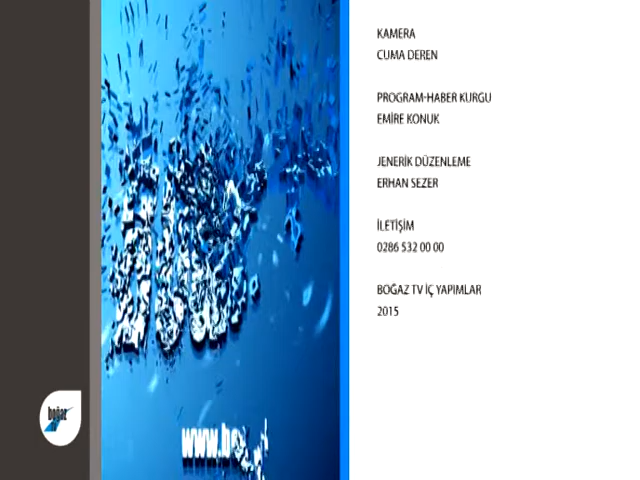 KAMERA
CUMA DEREN
PROGRAM-HABER KURGU
EMİRE KONUK
JENERİK DÜZENLEME
ERHAN SEZER
İLETİŞİM
0286 532 00 00
BOĞAZ TV İÇ YAPIMLAR
2015
boğaz